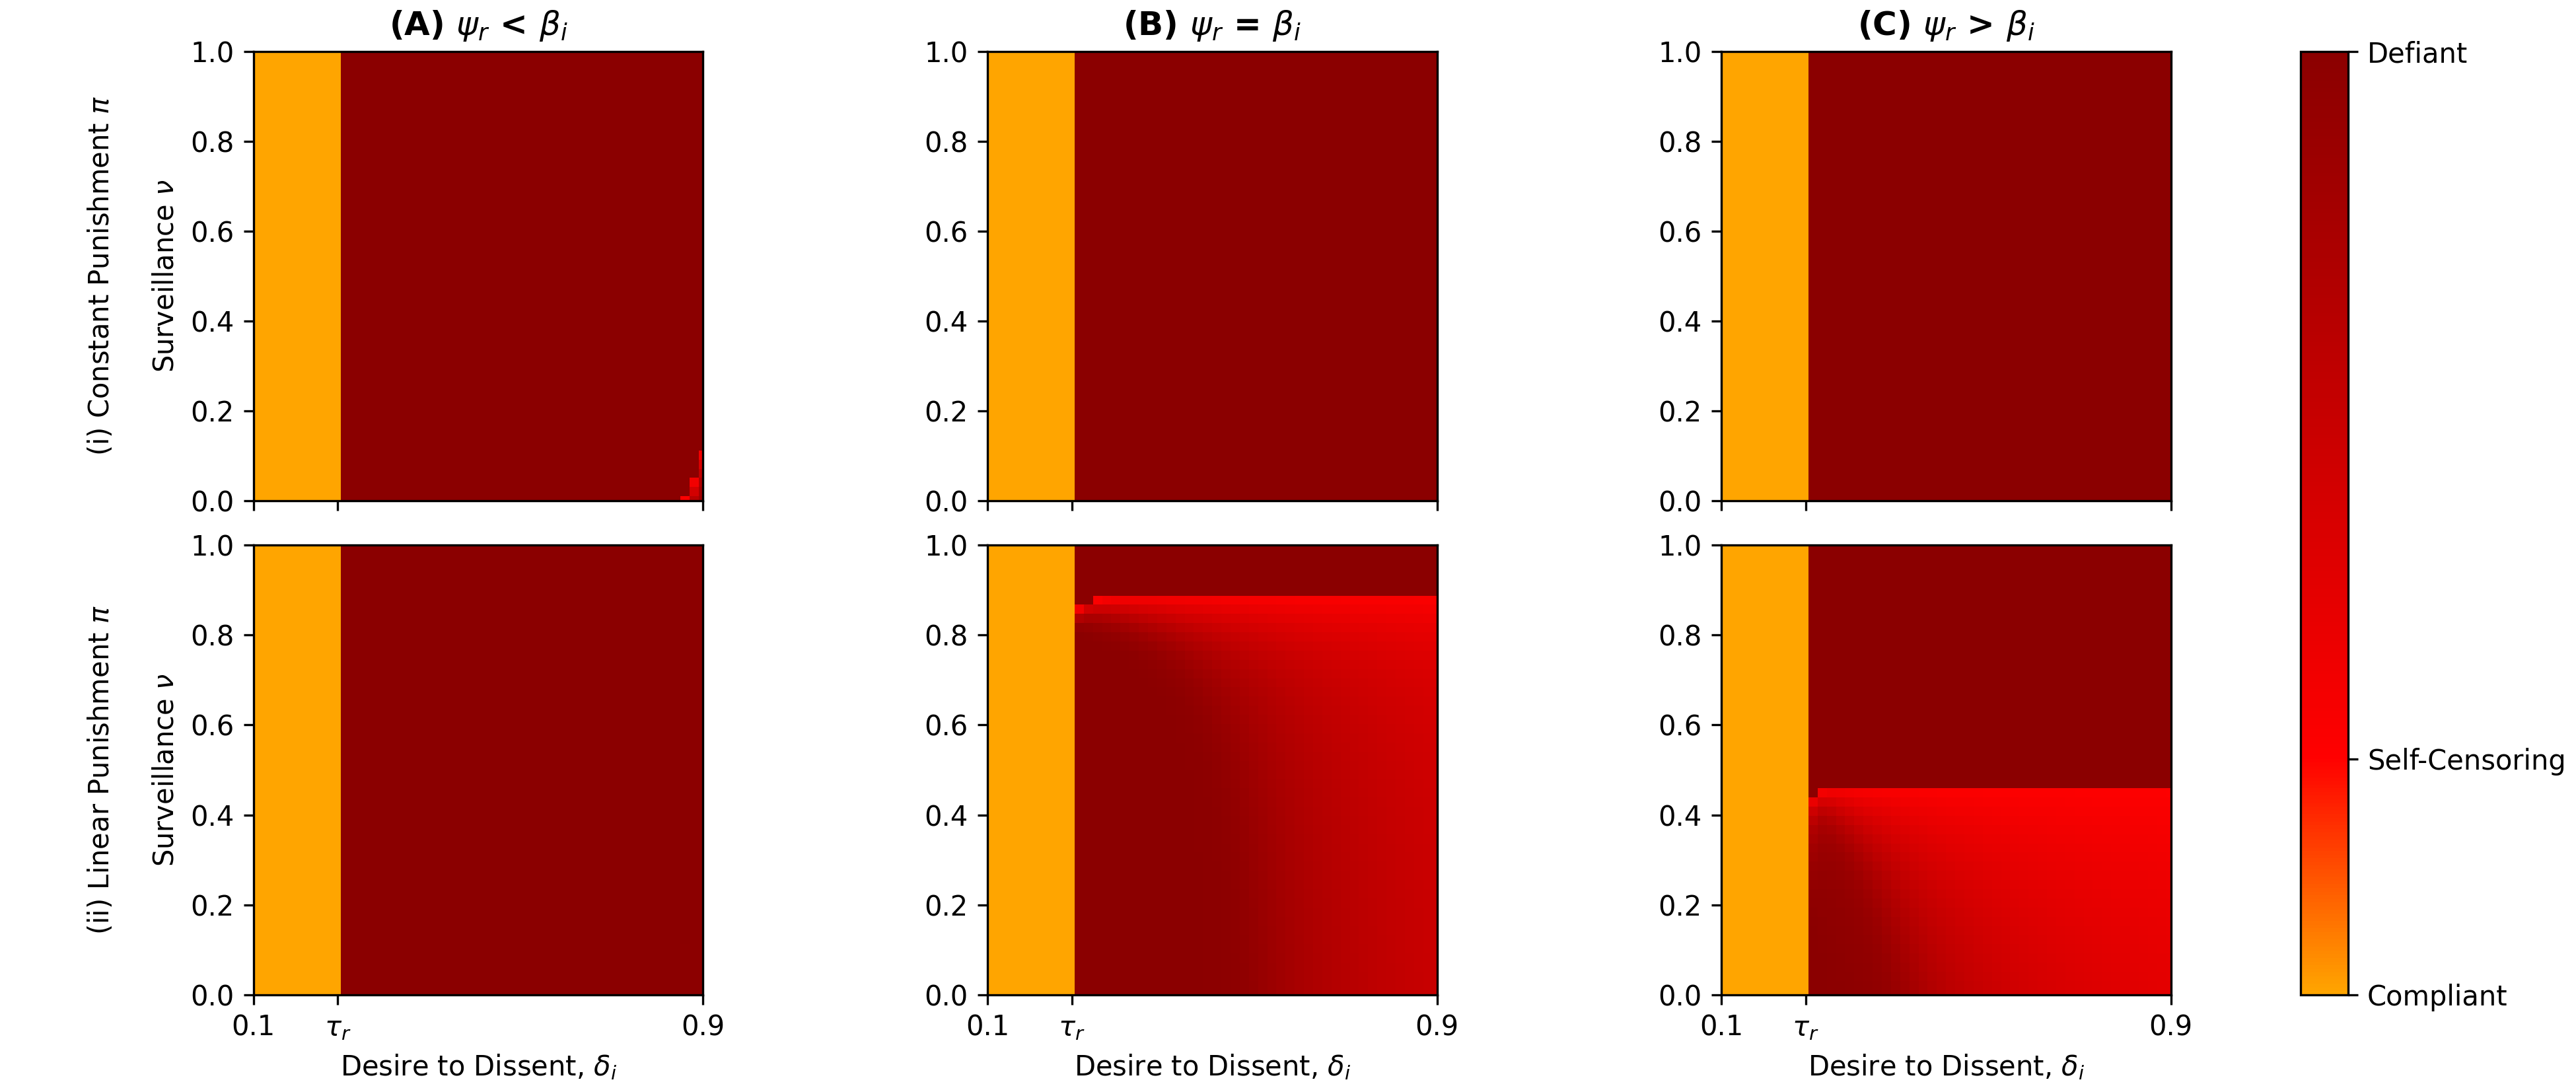 (A) ψr < βi
(B) ψr = βi
(C) ψr > βi
(i) Constant Punishment π
Surveillance ν
1.0
0.8
0.6
0.4
0.2
0.0
1.0
0.8
0.6
0.4
0.2
0.0
1.0
0.8
0.6
0.4
0.2
0.0
Defiant
Self-Censoring
Compliant
(ii) Linear Punishment π
Surveillance ν
1.0
0.8
0.6
0.4
0.2
0.0
1.0
0.8
0.6
0.4
0.2
0.0
1.0
0.8
0.6
0.4
0.2
0.0
0.1 τr 0.9
0.1 τr 0.9
0.1 τr 0.9
Desire to Dissent, δi
Desire to Dissent, δi
Desire to Dissent, δi